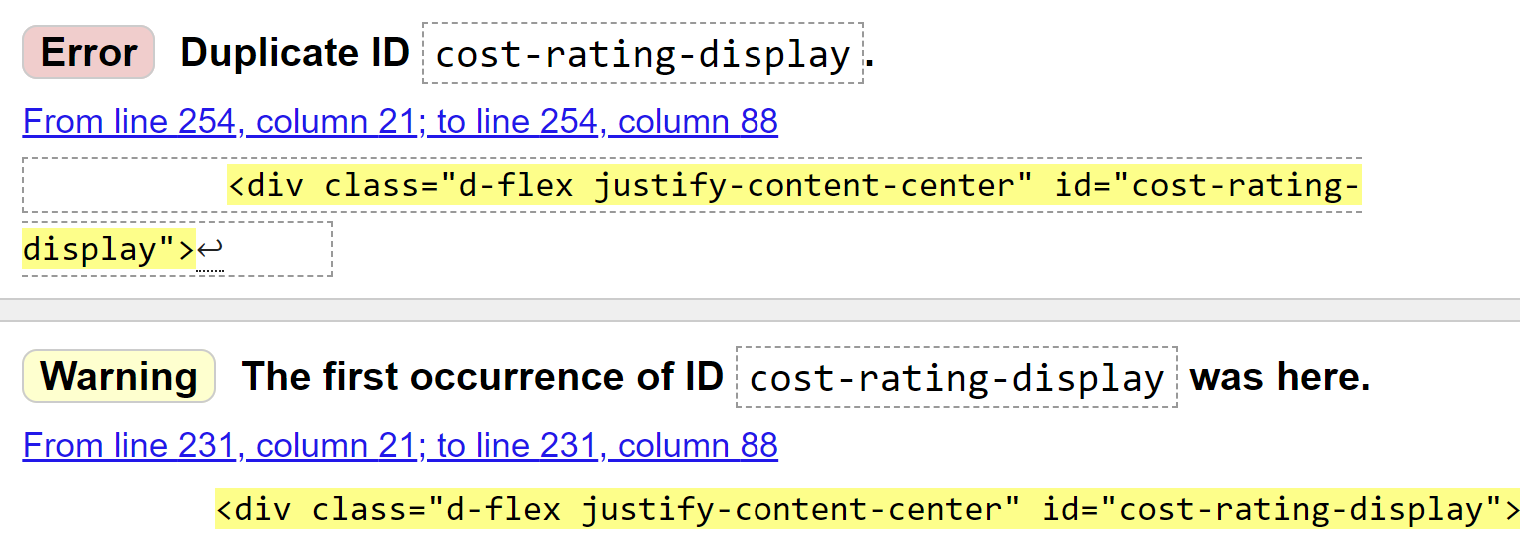 Error Duplicate ID cost-rating-display.
From line 254, column 21; to line 254, column 88
<div class="d-flex justify-content-center" id="cost-rating-
display">↩
Warning The first occurrence of ID cost-rating-display was here.
From line 231, column 21; to line 231, column 88
<div class="d-flex justify-content-center" id="cost-rating-display">